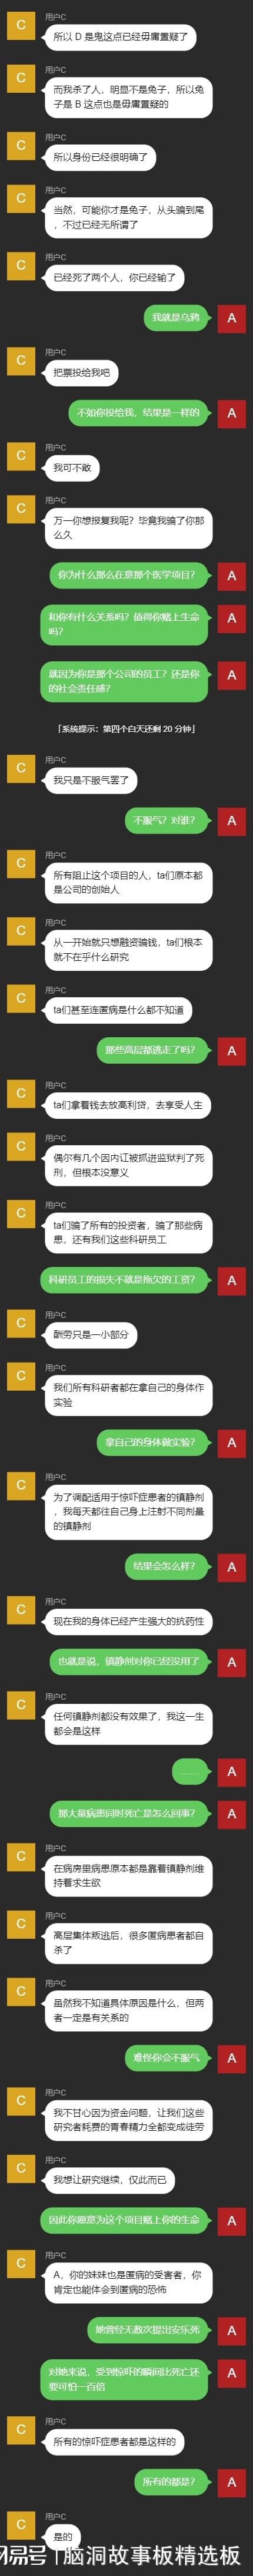 C
用户C
所以 D 是鬼这点已经毋庸置疑了
C
用户C
而我杀了人，明显不是兔子，所以兔
子是 B 这点也是毋庸置疑的
C
用户C
所以身份已经很明确了
C
用户C
当然，可能你才是兔子，从头骗到尾
，不过已经无所谓了
C
用户C
已经死了两个人，你已经输了
我就是乌鸦
A
C
用户C
把票投给我吧
不如你投给我，结果是一样的
A
C
用户C
我可不敢
C
用户C
万一你想报复我呢？毕竟我骗了你那
么久
你为什么那么在意那个医学项目？
A
和你有什么关系吗？值得你赌上生命
吗？
A
就因为你是那个公司的员工？还是你
的社会责任感？
A
「系统提示：第四个白天还剩 20 分钟」
C
用户C
我只是不服气罢了
不服气？对谁？
A
C
用户C
所有阻止这个项目的人，ta们原本都
是公司的创始人
C
用户C
从一开始就只想融资骗钱，ta们根本
就不在乎什么研究
C
用户C
ta们甚至连匿病是什么都不知道
那些高层都逃走了吗？
A
C
用户C
ta们拿着钱去放高利贷，去享受人生
C
用户C
偶尔有几个因内讧被抓进监狱判了死
刑，但根本没意义
C
用户C
ta们骗了所有的投资者，骗了那些病
患，还有我们这些科研员工
科研员工的损失不就是拖欠的工资？
A
C
用户C
酬劳只是一小部分
C
用户C
我们所有科研者都在拿自己的身体作
实验
拿自己的身体做实验？
A
C
用户C
为了调配适用于惊吓症患者的镇静剂
，我每天都往自己身上注射不同剂量
的镇静剂
结果会怎么样？
A
C
用户C
现在我的身体已经产生强大的抗药性
也就是说，镇静剂对你已经没用了
A
C
用户C
任何镇静剂都没有效果了，我这一生
都会是这样
……
A
那大量病患同时死亡是怎么回事？
A
C
用户C
在病房里病患原本都是靠着镇静剂维
持着求生欲
C
用户C
高层集体叛逃后，很多匿病患者都自
杀了
C
用户C
虽然我不知道具体原因是什么，但两
者一定是有关系的
难怪你会不服气
A
C
用户C
我不甘心因为资金问题，让我们这些
研究者耗费的青春精力全都变成徒劳
C
用户C
我想让研究继续，仅此而已
因此你愿意为这个项目赌上你的生命
A
C
用户C
A，你的妹妹也是匿病的受害者，你
肯定也能体会到匿病的恐怖
她曾经无数次提出安乐死
A
对她来说，受到惊吓的瞬间比死亡还
要可怕一百倍
A
C
用户C
所有的惊吓症患者都是这样的
所有的都是？
A
C
用户C
是的
易号 | 脑洞故事板精选板